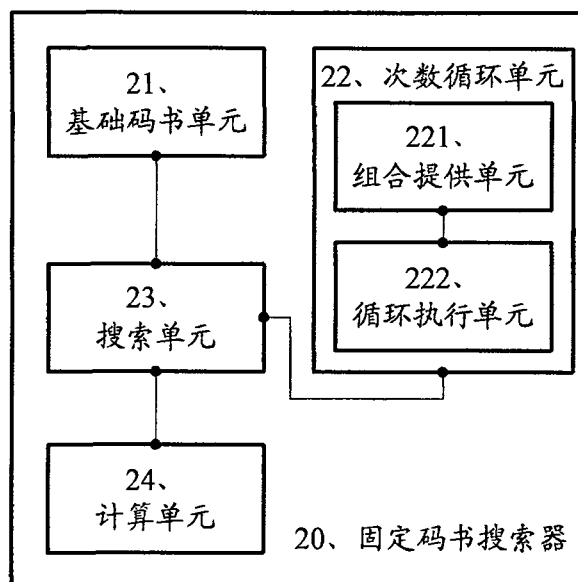 21、
基础码书单元
22、次数循环单元
221、
组合提供单元
222、
循环执行单元
23、
搜索单元
24、
计算单元
20、固定码书搜索器